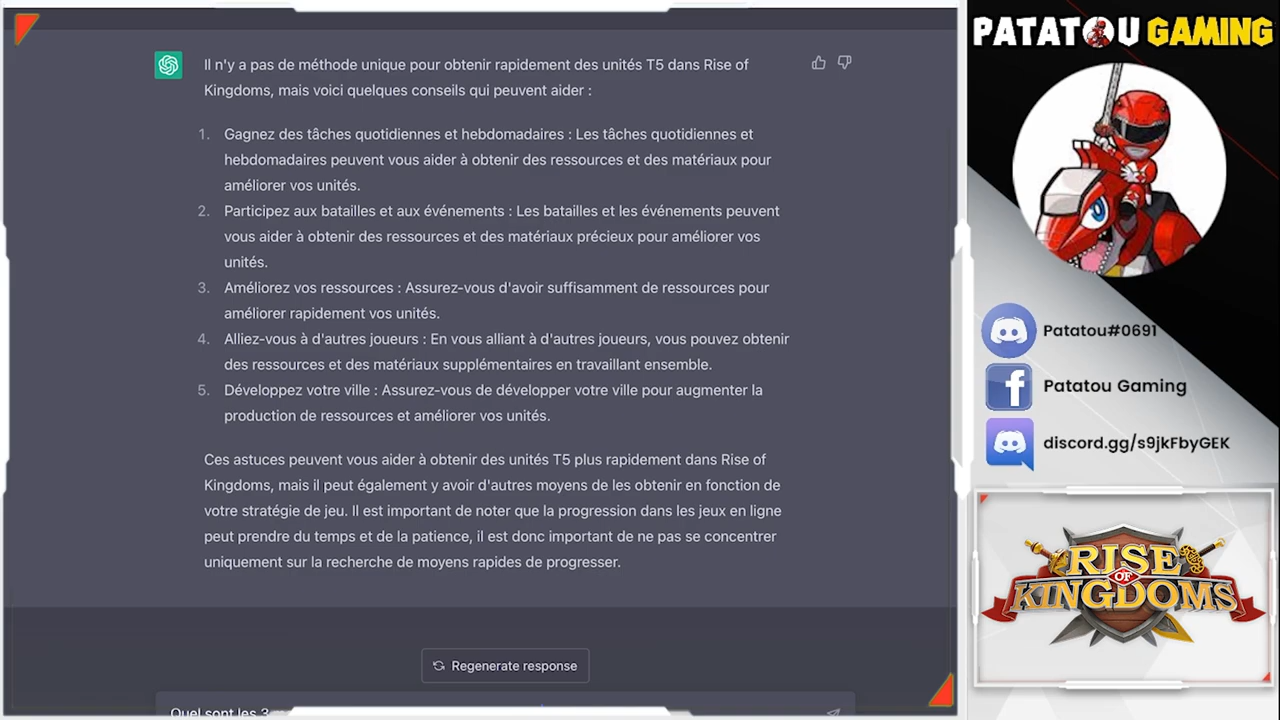 Il n'y a pas de méthode unique pour obtenir rapidement des unités T5 dans Rise of
Kingdoms, mais voici quelques conseils qui peuvent aider :
1. Gagnez des tâches quotidiennes et hebdomadaires : Les tâches quotidiennes et
hebdomadaires peuvent vous aider à obtenir des ressources et des matériaux pour
améliorer vos unités.
2. Participez aux batailles et aux événements : Les batailles et les événements peuvent
vous aider à obtenir des ressources et des matériaux précieux pour améliorer vos
unités.
3. Améliorez vos ressources : Assurez-vous d'avoir suffisamment de ressources pour
améliorer rapidement vos unités.
4. Alliez-vous à d'autres joueurs : En vous alliant à d'autres joueurs, vous pouvez obtenir
des ressources et des matériaux supplémentaires en travaillant ensemble.
5. Développez votre ville : Assurez-vous de développer votre ville pour augmenter la
production de ressources et améliorer vos unités.
Ces astuces peuvent vous aider à obtenir des unités T5 plus rapidement dans Rise of
Kingdoms, mais il peut également y avoir d'autres moyens de les obtenir en fonction de
votre stratégie de jeu. Il est important de noter que la progression dans les jeux en ligne
peut prendre du temps et de la patience, il est donc important de ne pas se concentrer
uniquement sur la recherche de moyens rapides de progresser.
Regenerate response
Quel sont les 3
PATATOU GAMING
Patatou#0691
Patatou Gaming
discord.gg/s9jkFbyGEK
RISE
OF
KINGDOMS